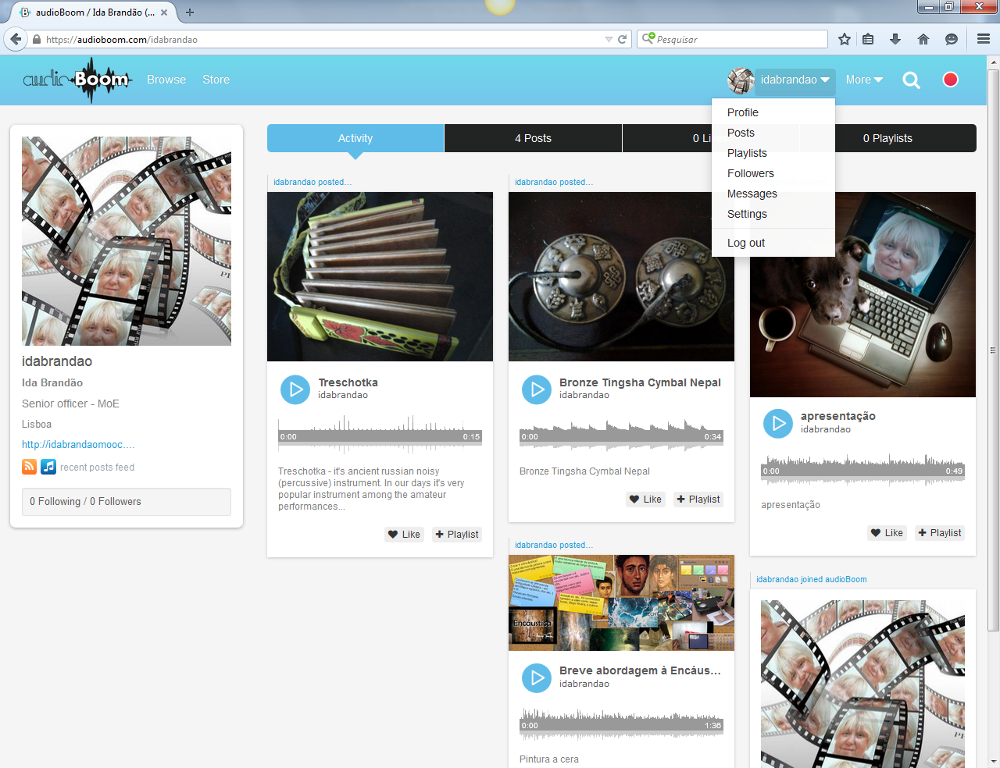 audioBoom / Ida Brandão (...
https://audioboom.com/idabrandao
Pesquisar
audioBoom
Browse
Store
idabrandao
More
Profile
Posts
Playlists
Followers
Messages
Settings
Log out
Activity
4 Posts
0 Li
0 Playlists
idabrandao
Ida Brandão
Senior officer - MoE
Lisboa
http://idabrandaomooc....
recent posts feed
0 Following / 0 Followers
idabrandao posted...
Treschotka
idabrandao
0:00
0:15
Treschotka - it's ancient russian noisy
(percussive) instrument. In our days it's very
popular instrument among the amateur
performances...
Like
Playlist
idabrandao posted...
Bronze Tingsha Cymbal Nepal
idabrandao
0:00
0:34
Bronze Tingsha Cymbal Nepal
Like
Playlist
idabrandao posted...
Encáustica
Breve abordagem à Encáus...
idabrandao
0:00
1:36
Pintura a cera
apresentação
idabrandao
0:00
0:49
apresentação
Like
Playlist
idabrandao joined audioBoom